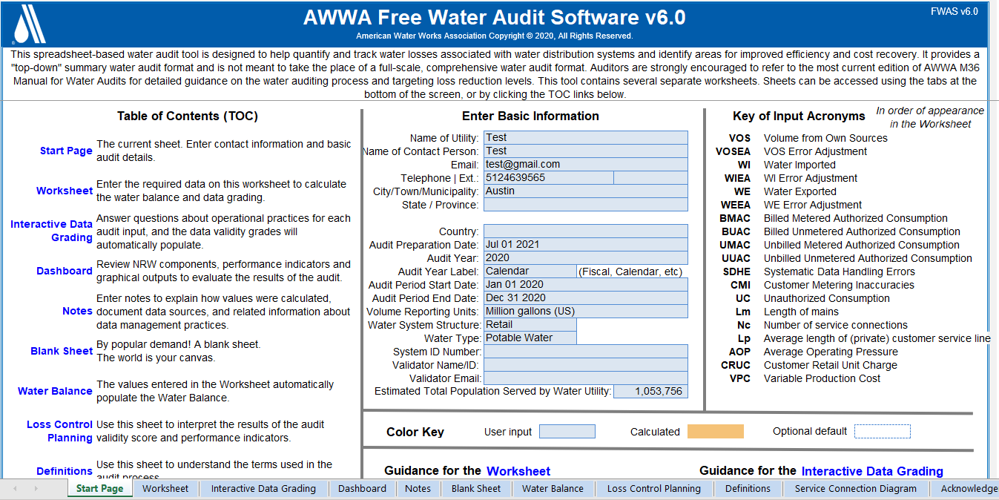 AWWA Free Water Audit Software v6.0
FWAS v6.0
American Water Works Association Copyright © 2020, All Rights Reserved.
This spreadsheet-based water audit tool is designed to help quantify and track water losses associated with water distribution systems and identify areas for improved efficiency and cost recovery. It provides a
"top-down" summary water audit format and is not meant to take the place of a full-scale, comprehensive water audit format. Auditors are strongly encouraged to refer to the most current edition of AWWA M36
Manual for Water Audits for detailed guidance on the water auditing process and targeting loss reduction levels. This tool contains several separate worksheets. Sheets can be accessed using the tabs at the
bottom of the screen, or by clicking the TOC links below.
Table of Contents (TOC)
Start Page
The current sheet. Enter contact information and basic
audit details.
Worksheet
Enter the required data on this worksheet to calculate
the water balance and data grading.
Interactive Data
Grading
Answer questions about operational practices for each
audit input, and the data validity grades will
automatically populate.
Dashboard
Review NRW components, performance indicators and
graphical outputs to evaluate the results of the audit.
Notes
Enter notes to explain how values were calculated,
document data sources, and related information about
data management practices.
Blank Sheet
By popular demand! A blank sheet.
The world is your canvas.
Water Balance
The values entered in the Worksheet automatically
populate the Water Balance.
Loss Control
Planning
Use this sheet to interpret the results of the audit
validity score and performance indicators.
Definitions
Use this sheet to understand the terms used in the
audit process.
Enter Basic Information
Name of Utility: Test
Name of Contact Person: Test
Email: test@gmail.com
Telephone | Ext.: 5124639565
City/Town/Municipality: Austin
State / Province:
Country:
Audit Preparation Date: Jul 01 2021
Audit Year: 2020
Audit Year Label: Calendar (Fiscal, Calendar, etc)
Audit Period Start Date: Jan 01 2020
Audit Period End Date: Dec 31 2020
Volume Reporting Units: Million gallons (US)
Water System Structure: Retail
Water Type: Potable Water
System ID Number:
Validator Name/ID:
Validator Email:
Estimated Total Population Served by Water Utility: 1,053,756
Key of Input Acronyms
In order of appearance
in the Worksheet
VOS Volume from Own Sources
VOSEA VOS Error Adjustment
WI Water Imported
WIEA WI Error Adjustment
WE Water Exported
WEEA WE Error Adjustment
BMAC Billed Metered Authorized Consumption
BUAC Billed Unmetered Authorized Consumption
UMAC Unbilled Metered Authorized Consumption
UUAC Unbilled Unmetered Authorized Consumption
SDHE Systematic Data Handling Errors
CMI Customer Metering Inaccuracies
UC Unauthorized Consumption
Lm Length of mains
Nc Number of service connections
Lp Average length of (private) customer service line
AOP Average Operating Pressure
CRUC Customer Retail Unit Charge
VPC Variable Production Cost
Color Key User input Calculated Optional default
Guidance for the Worksheet
Guidance for the Interactive Data Grading
Start Page Worksheet Interactive Data Grading Dashboard Notes Blank Sheet Water Balance Loss Control Planning Definitions Service Connection Diagram Acknowledge